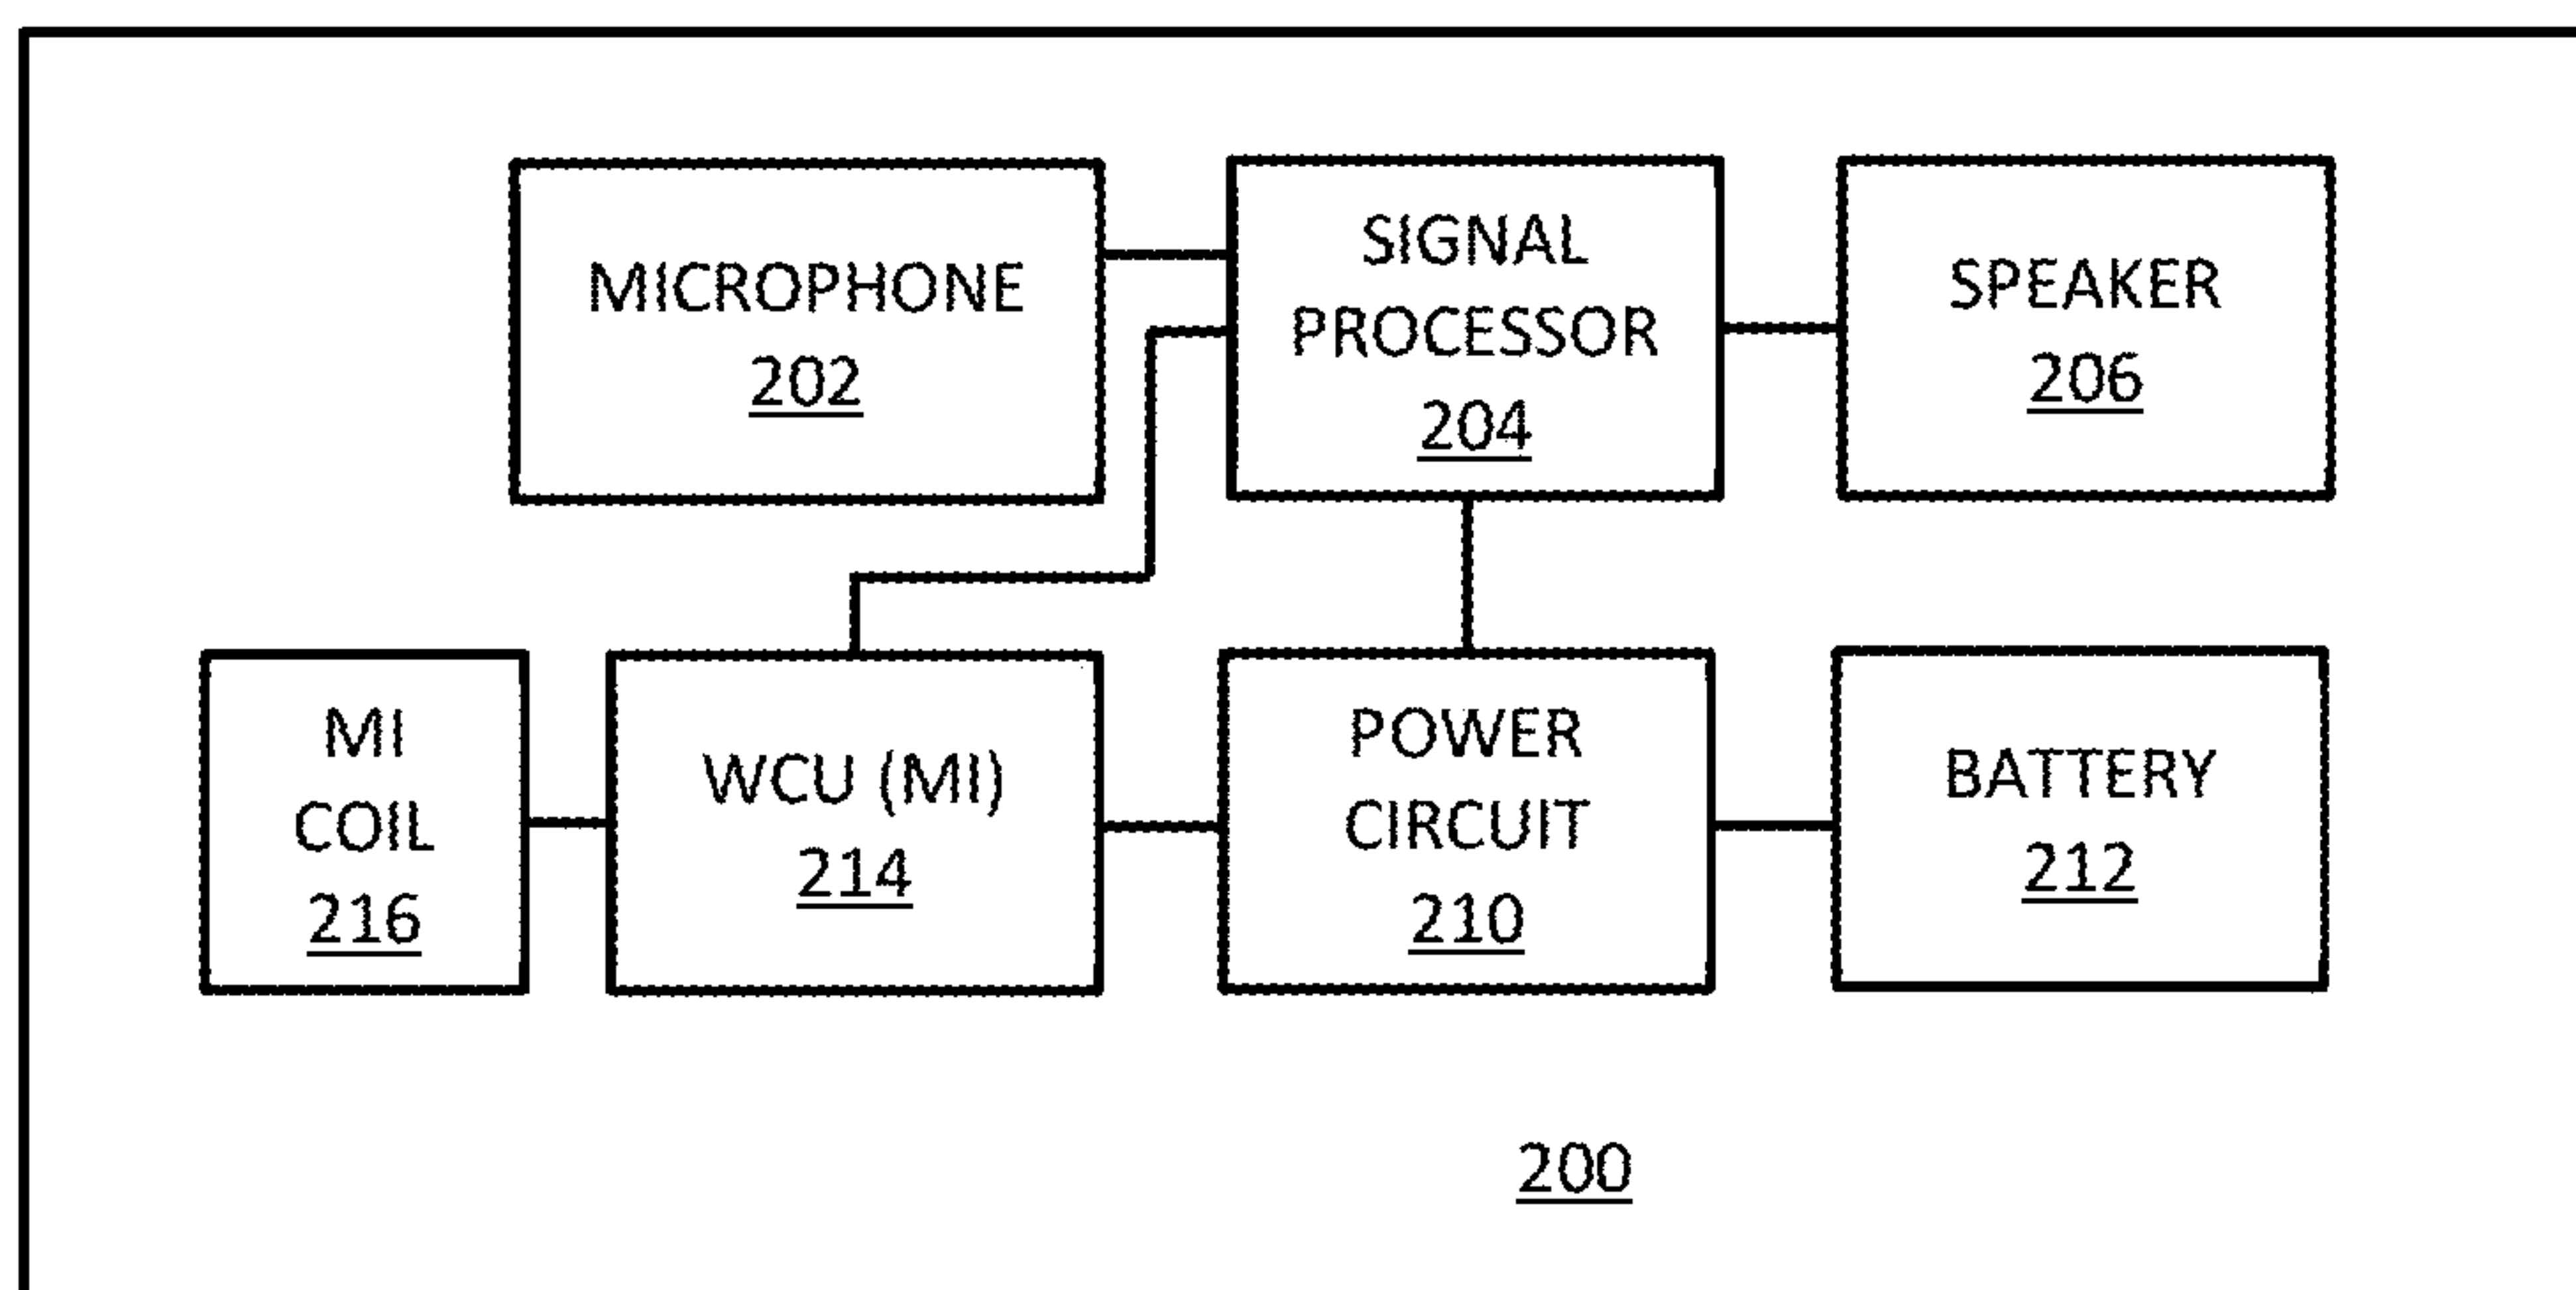 MICROPHONE
202
SIGNAL
PROCESSOR
204
SPEAKER
206
MI
COIL
216
WCU (MI)
214
POWER
CIRCUIT
210
BATTERY
212
200